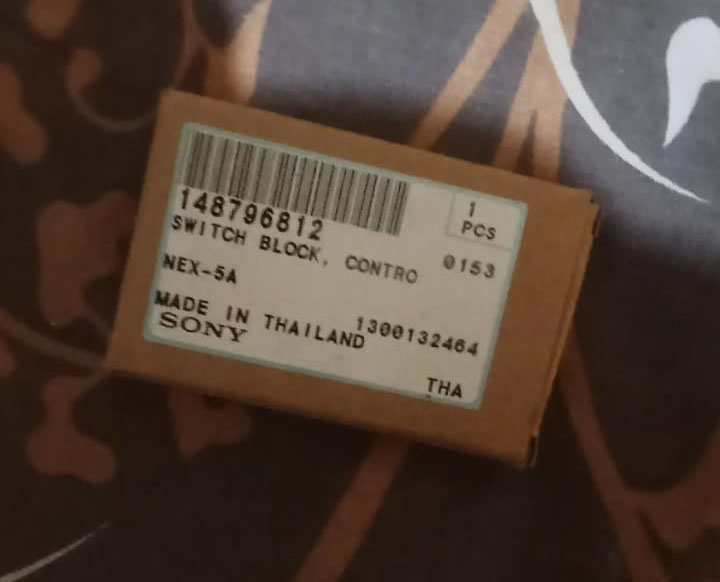 148796812
1
PCS
SWITCH BLOCK, CONTRO
0153
NEX-5A
MADE IN THAILAND
1300132464
SONY
THA